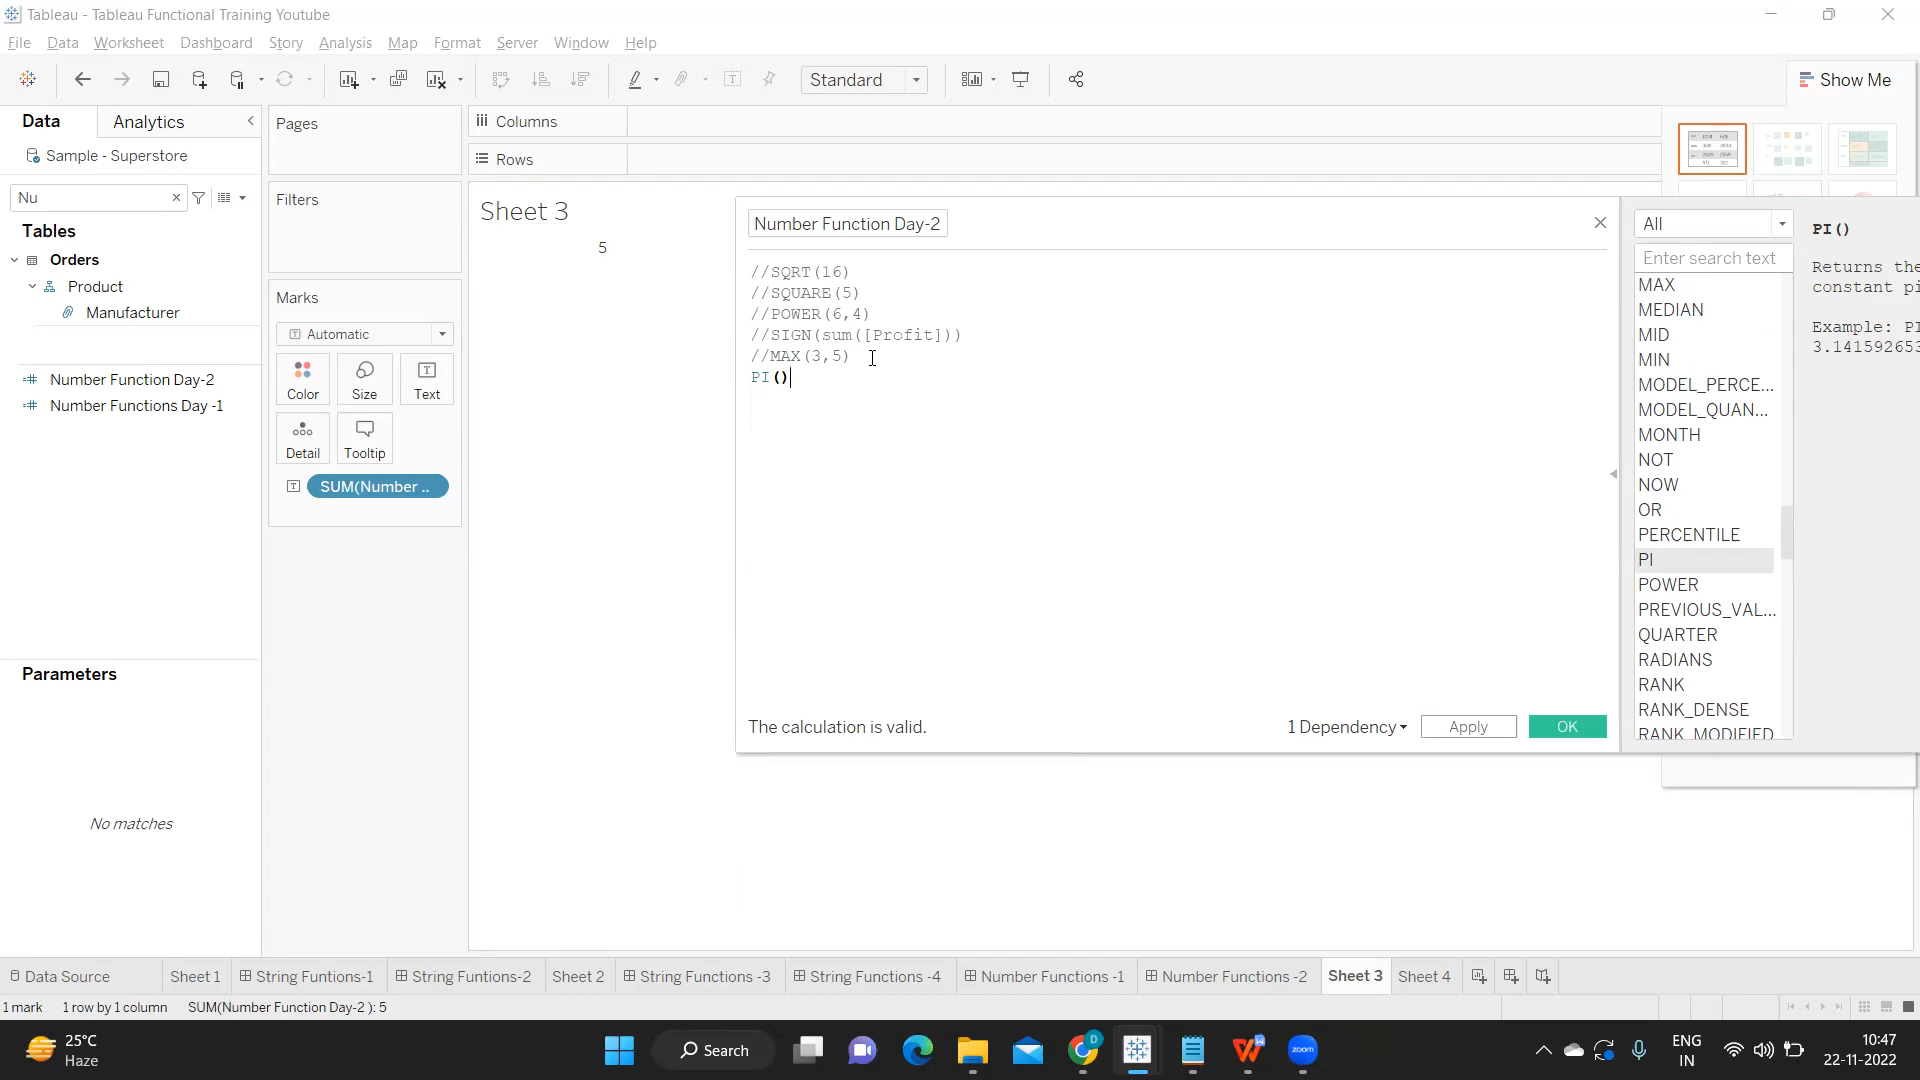 Tableau - Tableau Functional Training Youtube
File Data Worksheet Dashboard Story Analysis Map Format Server Window Help
Standard
Show Me
Data Analytics
Sample - Superstore
Nu
Tables
Orders
Product
Manufacturer
Number Function Day-2
Number Functions Day -1
Parameters
No matches
Pages
Filters
Marks
Automatic
Color Size Text
Detail Tooltip
SUM(Number ..
Columns
Rows
Sheet 3
5
Number Function Day-2
//SQRT(16)
//SQUARE(5)
//POWER(6,4)
//SIGN(sum([Profit]))
//MAX(3,5)
PI()
The calculation is valid.
1 Dependency
Apply
OK
All
Enter search text
MAX
MEDIAN
MID
MIN
MODEL_PERCE...
MODEL_QUAN...
MONTH
NOT
NOW
OR
PERCENTILE
PI
POWER
PREVIOUS_VAL...
QUARTER
RADIANS
RANK
RANK_DENSE
RANK_MODIFIED
PI()
Returns the
constant pi
Example: PI
3.141592653
Data Source Sheet 1 String Funtions-1 String Funtions-2 Sheet 2 String Functions -3 String Functions -4 Number Functions -1 Number Functions -2 Sheet 3 Sheet 4
1 mark 1 row by 1 column SUM(Number Function Day-2 ): 5
25°C
Haze
Search
zoom
ENG
IN
10:47
22-11-2022